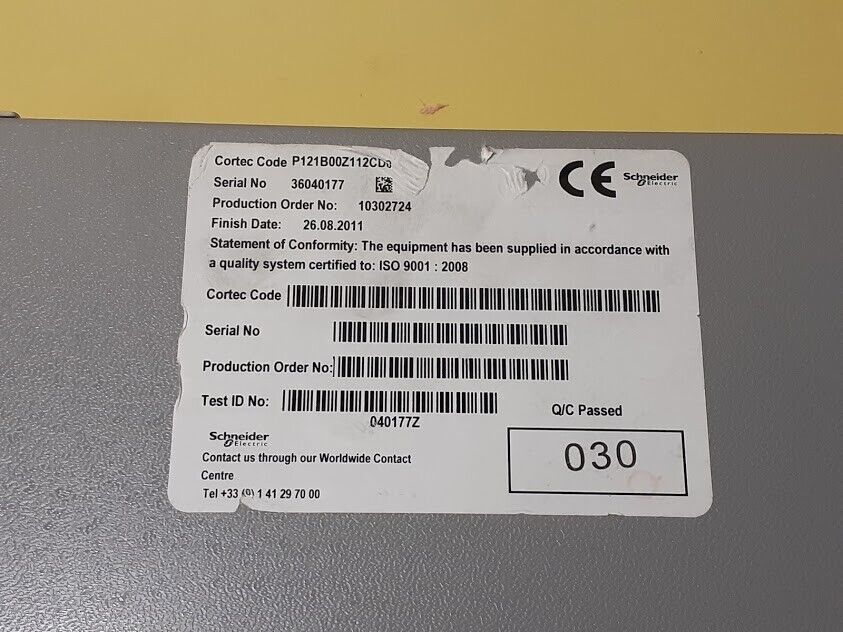 Cortec Code P121B00Z112CD
Serial No 36040177
Production Order No: 10302724
Finish Date: 26.08.2011
CE
Schneider
Electric
Statement of Conformity: The equipment has been supplied in accordance with
a quality system certified to: ISO 9001 : 2008
Cortec Code
Serial No
Production Order No:
Test ID No:
040177Z
Q/C Passed
030
Schneider
Electric
Contact us through our Worldwide Contact
Centre
Tel +33 (0) 1 41 29 70 00